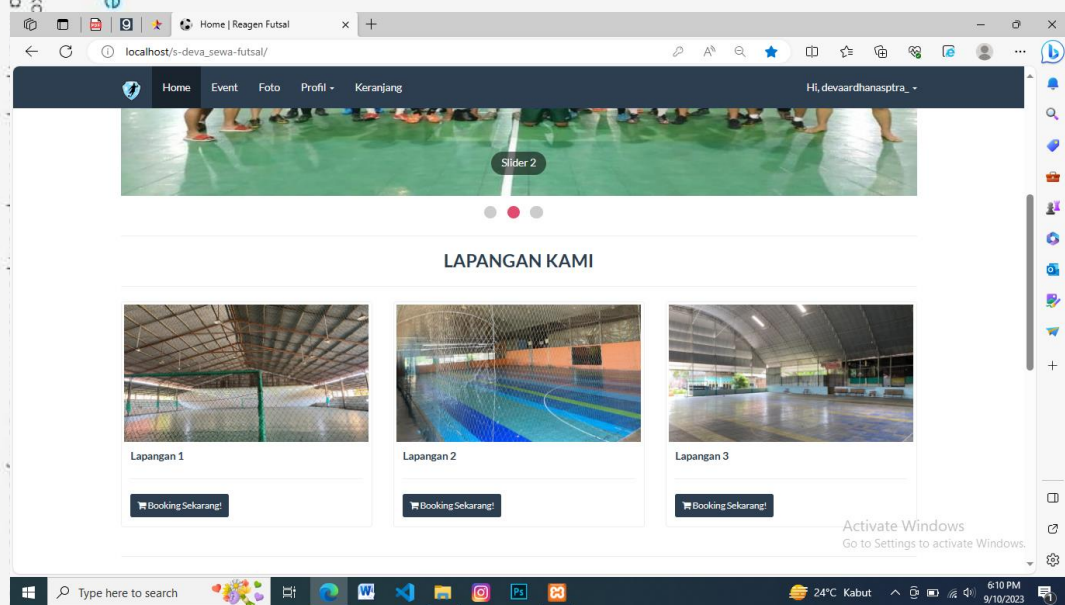 Home | Reagen Futsal
localhost/s-deva_sewa-futsal/
Home Event Foto Profil Keranjang Hi, devaardhanasptra_
Slider 2
LAPANGAN KAMI
Lapangan 1 Lapangan 2 Lapangan 3
Booking Sekarang! Booking Sekarang! Booking Sekarang!
Activate Windows
Go to Settings to activate Windows.
Type here to search 24°C Kabut 6:10 PM
9/10/2023